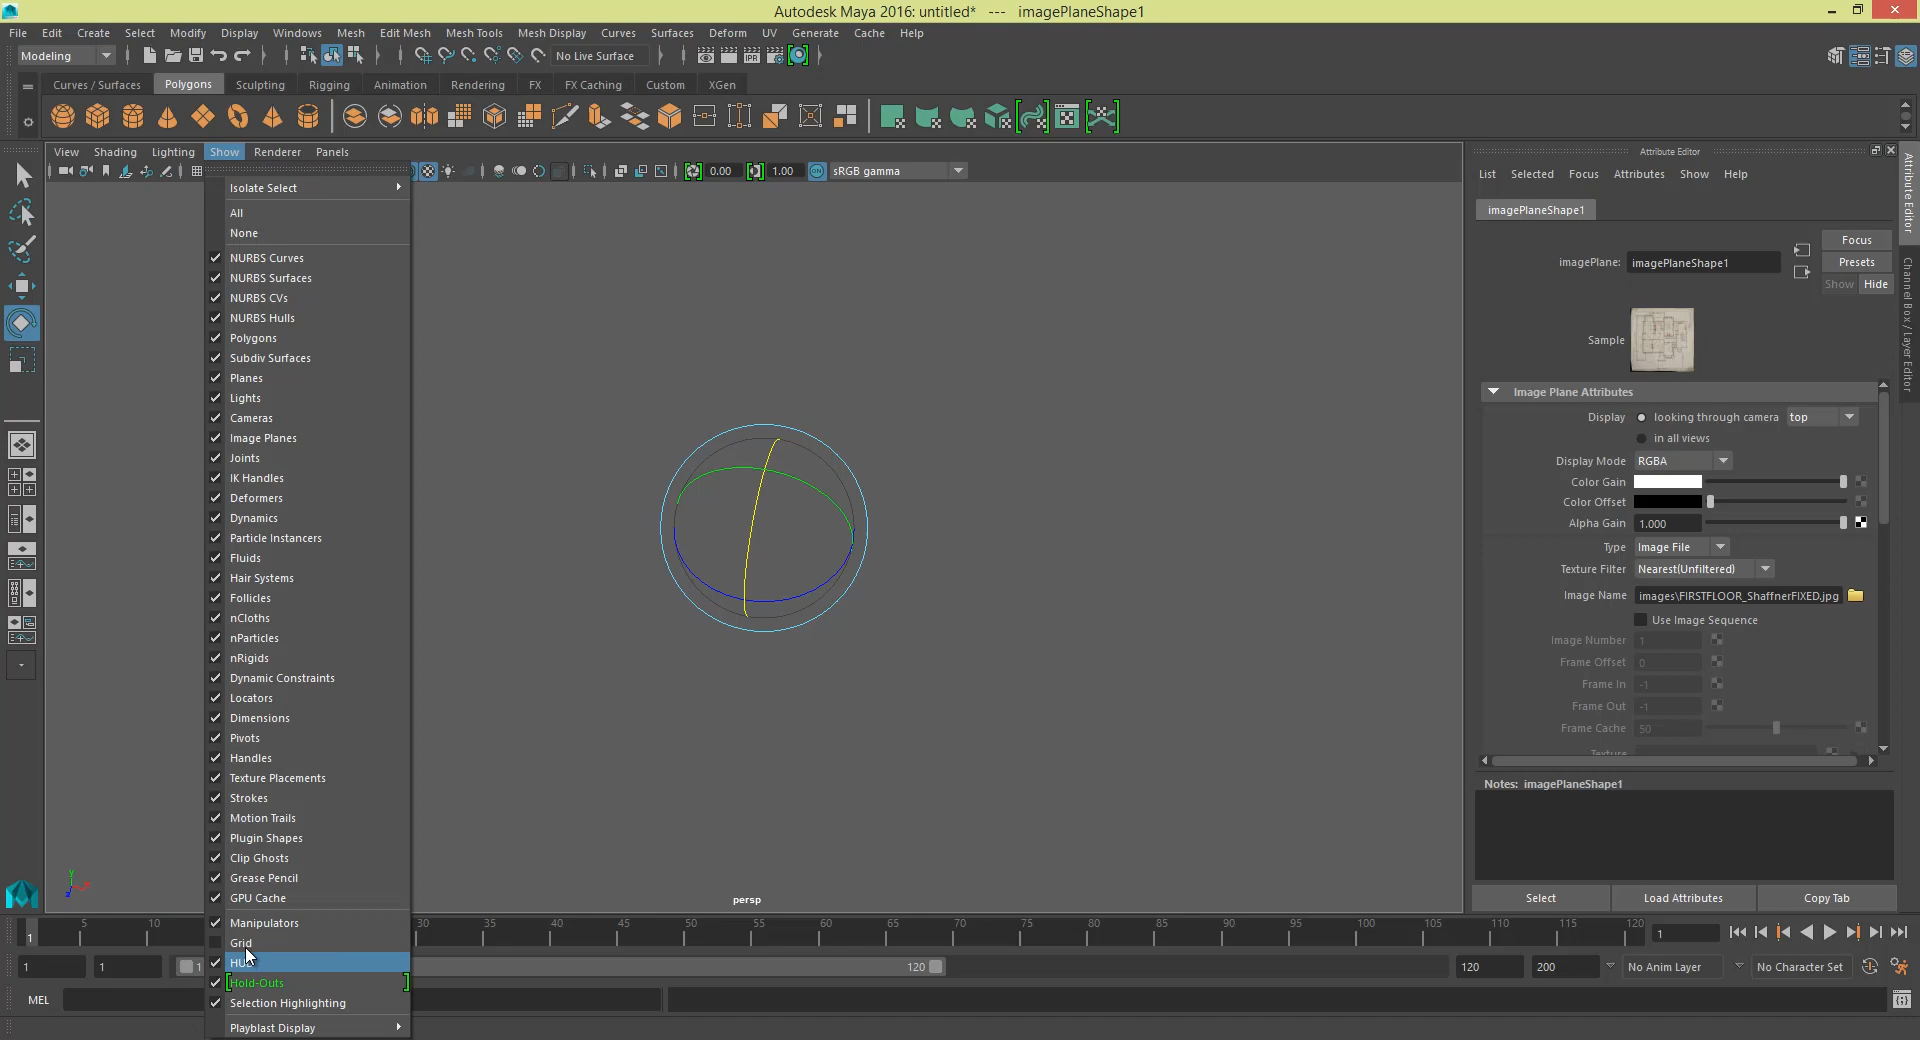 Autodesk Maya 2016: untitled* --- imagePlaneShape1
File Edit Create Select Modify Display Windows Mesh Edit Mesh Mesh Tools Mesh Display Curves Surfaces Deform UV Generate Cache Help
Modeling No Live Surface
Curves / Surfaces Polygons Sculpting Rigging Animation Rendering FX FX Caching Custom XGen
View Shading Lighting Show Renderer Panels
0.00 1.00 sRGB gamma
Isolate Select
All
None
NURBS Curves
NURBS Surfaces
NURBS CVs
NURBS Hulls
Polygons
Subdiv Surfaces
Planes
Lights
Cameras
Image Planes
Joints
IK Handles
Deformers
Dynamics
Particle Instancers
Fluids
Hair Systems
Follicles
nCloths
nParticles
nRigids
Dynamic Constraints
Locators
Dimensions
Pivots
Handles
Texture Placements
Strokes
Motion Trails
Plugin Shapes
Clip Ghosts
Grease Pencil
GPU Cache
Manipulators
Grid
HUD
Hold-Outs
Selection Highlighting
Playblast Display
persp
Attribute Editor
List Selected Focus Attributes Show Help
imagePlaneShape1
imagePlane: imagePlaneShape1
Focus
Presets
Show Hide
Sample
Image Plane Attributes
Display looking through camera top
in all views
Display Mode RGBA
Color Gain
Color Offset
Alpha Gain 1.000
Type Image File
Texture Filter Nearest(Unfiltered)
Image Name images\FIRSTFLOOR_ShaffnerFIXED.jpg
Use Image Sequence
Image Number 1
Frame Offset 0
Frame In -1
Frame Out -1
Frame Cache 50
Texture
Notes: imagePlaneShape1
Select Load Attributes Copy Tab
Attribute Editor
Channel Box / Layer Editor
1 5 10 30 35 40 45 50 55 60 65 70 75 80 85 90 95 100 105 110 115 120 1
1 1 1 120 120 200 No Anim Layer No Character Set
MEL